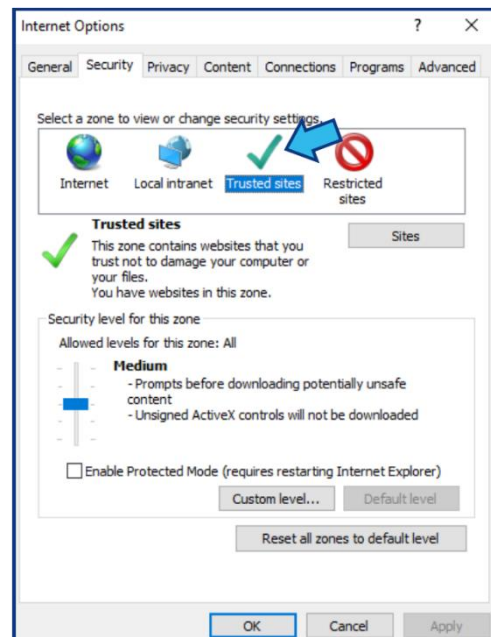 Internet Options ? ×
General Security Privacy Content Connections Programs Advanced
Select a zone to view or change security settings.
Internet Local intranet Trusted sites Restricted
sites
Trusted sites
Sites
This zone contains websites that you
trust not to damage your computer or
your files.
You have websites in this zone.
Security level for this zone
Allowed levels for this zone: All
Medium
- Prompts before downloading potentially unsafe
content
- Unsigned ActiveX controls will not be downloaded
Enable Protected Mode (requires restarting Internet Explorer)
Custom level... Default level
Reset all zones to default level
OK Cancel Apply